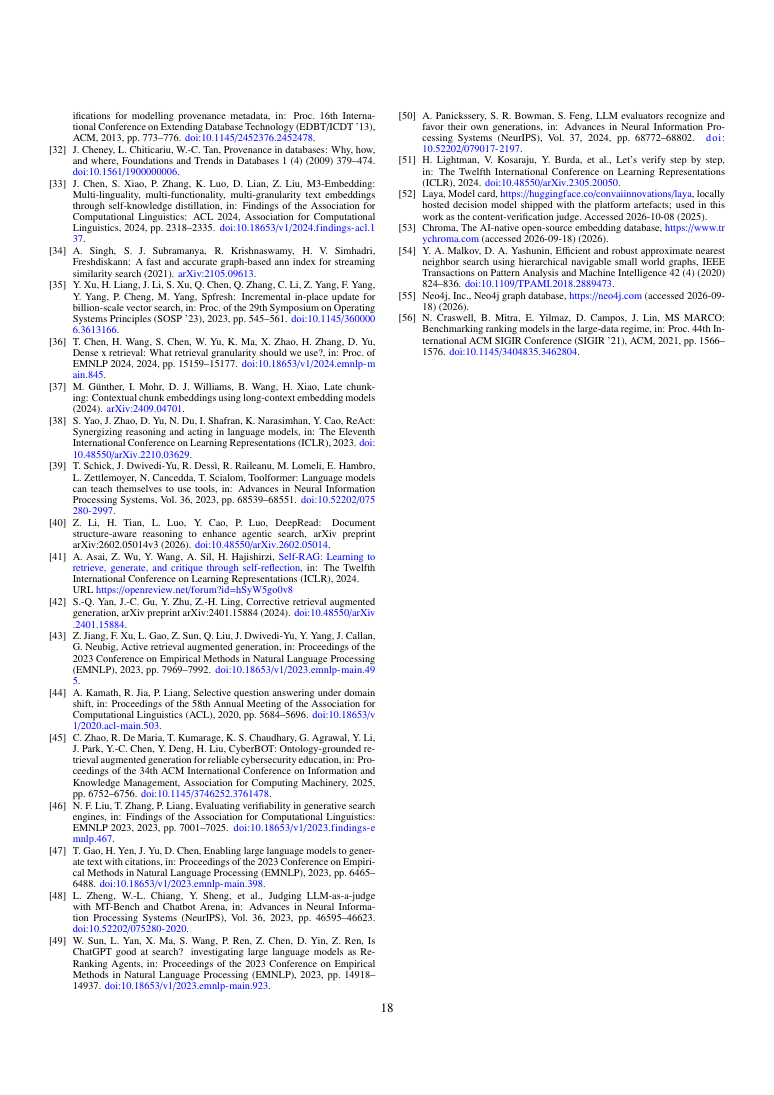 ifications for modelling provenance metadata, in: Proc. 16th Interna-
tional Conference on Extending Database Technology (EDBT/ICDT '13),
ACM, 2013, pp. 773–776. doi:10.1145/2452376.2452478.
[32] J. Cheney, L. Chiticariu, W.-C. Tan, Provenance in databases: Why, how,
and where, Foundations and Trends in Databases 1 (4) (2009) 379–474.
doi:10.1561/1900000006.
[33] J. Chen, S. Xiao, P. Zhang, K. Luo, D. Lian, Z. Liu, M3-Embedding:
Multi-linguality, multi-functionality, multi-granularity text embeddings
through self-knowledge distillation, in: Findings of the Association for
Computational Linguistics: ACL 2024, Association for Computational
Linguistics, 2024, pp. 2318–2335. doi:10.18653/v1/2024.findings-acl.1
37.
[34] A. Singh, S. J. Subramanya, R. Krishnaswamy, H. V. Simhadri,
Freshdiskann: A fast and accurate graph-based ann index for streaming
similarity search (2021). arXiv:2105.09613.
[35] Y. Xu, H. Liang, J. Li, S. Xu, Q. Chen, Q. Zhang, C. Li, Z. Yang, F. Yang,
Y. Yang, P. Cheng, M. Yang, Spfresh: Incremental in-place update for
billion-scale vector search, in: Proc. of the 29th Symposium on Operating
Systems Principles (SOSP '23), 2023, pp. 545–561. doi:10.1145/360000
6.3613166.
[36] T. Chen, H. Wang, S. Chen, W. Yu, K. Ma, X. Zhao, H. Zhang, D. Yu,
Dense x retrieval: What retrieval granularity should we use?, in: Proc. of
EMNLP 2024, 2024, pp. 15159–15177. doi:10.18653/v1/2024.emnlp-m
ain.845.
[37] M. Günther, I. Mohr, D. J. Williams, B. Wang, H. Xiao, Late chunk-
ing: Contextual chunk embeddings using long-context embedding models
(2024). arXiv:2409.04701.
[38] S. Yao, J. Zhao, D. Yu, N. Du, I. Shafran, K. Narasimhan, Y. Cao, ReAct:
Synergizing reasoning and acting in language models, in: The Eleventh
International Conference on Learning Representations (ICLR), 2023. doi:
10.48550/arXiv.2210.03629.
[39] T. Schick, J. Dwivedi-Yu, R. Dessì, R. Raileanu, M. Lomeli, E. Hambro,
L. Zettlemoyer, N. Cancedda, T. Scialom, Toolformer: Language models
can teach themselves to use tools, in: Advances in Neural Information
Processing Systems, Vol. 36, 2023, pp. 68539–68551. doi:10.52202/075
280-2997.
[40] Z. Li, H. Tian, L. Luo, Y. Cao, P. Luo, DeepRead: Document
structure-aware reasoning to enhance agentic search, arXiv preprint
arXiv:2602.05014v3 (2026). doi:10.48550/arXiv.2602.05014.
[41] A. Asai, Z. Wu, Y. Wang, A. Sil, H. Hajishirzi, Self-RAG: Learning to
retrieve, generate, and critique through self-reflection, in: The Twelfth
International Conference on Learning Representations (ICLR), 2024.
URL https://openreview.net/forum?id=hSyW5go0v8
[42] S.-Q. Yan, J.-C. Gu, Y. Zhu, Z.-H. Ling, Corrective retrieval augmented
generation, arXiv preprint arXiv:2401.15884 (2024). doi:10.48550/arXiv
.2401.15884.
[43] Z. Jiang, F. Xu, L. Gao, Z. Sun, Q. Liu, J. Dwivedi-Yu, Y. Yang, J. Callan,
G. Neubig, Active retrieval augmented generation, in: Proceedings of the
2023 Conference on Empirical Methods in Natural Language Processing
(EMNLP), 2023, pp. 7969–7992. doi:10.18653/v1/2023.emnlp-main.49
5.
[44] A. Kamath, R. Jia, P. Liang, Selective question answering under domain
shift, in: Proceedings of the 58th Annual Meeting of the Association for
Computational Linguistics (ACL), 2020, pp. 5684–5696. doi:10.18653/v
1/2020.acl-main.503.
[45] C. Zhao, R. De Maria, T. Kumarage, K. S. Chaudhary, G. Agrawal, Y. Li,
J. Park, Y.-C. Chen, Y. Deng, H. Liu, CyberBOT: Ontology-grounded re-
trieval augmented generation for reliable cybersecurity education, in: Pro-
ceedings of the 34th ACM International Conference on Information and
Knowledge Management, Association for Computing Machinery, 2025,
pp. 6752–6756. doi:10.1145/3746252.3761478.
[46] N. F. Liu, T. Zhang, P. Liang, Evaluating verifiability in generative search
engines, in: Findings of the Association for Computational Linguistics:
EMNLP 2023, 2023, pp. 7001–7025. doi:10.18653/v1/2023.findings-e
mnlp.467.
[47] T. Gao, H. Yen, J. Yu, D. Chen, Enabling large language models to gener-
ate text with citations, in: Proceedings of the 2023 Conference on Empiri-
cal Methods in Natural Language Processing (EMNLP), 2023, pp. 6465–
6488. doi:10.18653/v1/2023.emnlp-main.398.
[48] L. Zheng, W.-L. Chiang, Y. Sheng, et al., Judging LLM-as-a-judge
with MT-Bench and Chatbot Arena, in: Advances in Neural Informa-
tion Processing Systems (NeurIPS), Vol. 36, 2023, pp. 46595–46623.
doi:10.52202/075280-2020.
[49] W. Sun, L. Yan, X. Ma, S. Wang, P. Ren, Z. Chen, D. Yin, Z. Ren, Is
ChatGPT good at search? investigating large language models as Re-
Ranking Agents, in: Proceedings of the 2023 Conference on Empirical
Methods in Natural Language Processing (EMNLP), 2023, pp. 14918–
14937. doi:10.18653/v1/2023.emnlp-main.923.
[50] A. Panickssery, S. R. Bowman, S. Feng, LLM evaluators recognize and
favor their own generations, in: Advances in Neural Information Pro-
cessing Systems (NeurIPS), Vol. 37, 2024, pp. 68772–68802. doi:
10.52202/079017-2197.
[51] H. Lightman, V. Kosaraju, Y. Burda, et al., Let's verify step by step,
in: The Twelfth International Conference on Learning Representations
(ICLR), 2024. doi:10.48550/arXiv.2305.20050.
[52] Laya, Model card, https://huggingface.co/convaiinnovations/laya, locally
hosted decision model shipped with the platform artefacts; used in this
work as the content-verification judge. Accessed 2026-10-08 (2025).
[53] Chroma, The AI-native open-source embedding database, https://www.tr
ychroma.com (accessed 2026-09-18) (2026).
[54] Y. A. Malkov, D. A. Yashunin, Efficient and robust approximate nearest
neighbor search using hierarchical navigable small world graphs, IEEE
Transactions on Pattern Analysis and Machine Intelligence 42 (4) (2020)
824–836. doi:10.1109/TPAMI.2018.2889473.
[55] Neo4j, Inc., Neo4j graph database, https://neo4j.com (accessed 2026-09-
18) (2026).
[56] N. Craswell, B. Mitra, E. Yilmaz, D. Campos, J. Lin, MS MARCO:
Benchmarking ranking models in the large-data regime, in: Proc. 44th In-
ternational ACM SIGIR Conference (SIGIR '21), ACM, 2021, pp. 1566–
1576. doi:10.1145/3404835.3462804.
18